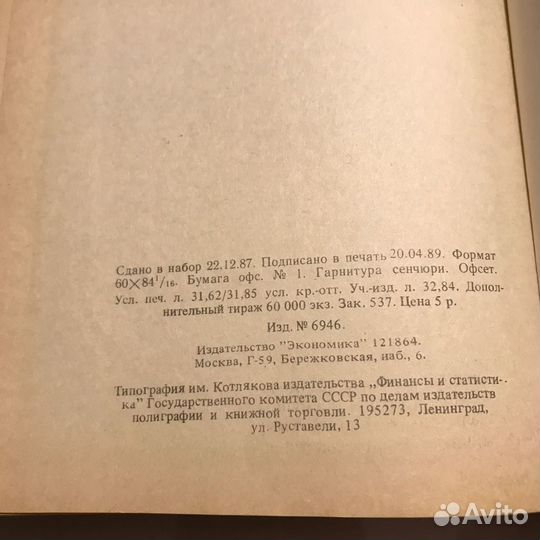 Сдано в набор 22.12.87. Подписано в печать 20.04.89. Формат
60×84¹/₁₆. Бумага офс. № 1. Гарнитура сенчюри. Офсет.
Усл. печ. л. 31,62/31,85 усл. кр.-отт. Уч.-изд. л. 32,84. Допол-
нительный тираж 60 000 экз. Зак. 537. Цена 5 р.
Изд. № 6946.
Издательство "Экономика" 121864.
Москва, Г-59, Бережковская, наб., 6.
Типография им. Котлякова издательства „Финансы и статисти-
ка" Государственного комитета СССР по делам издательств
полиграфии и книжной торговли. 195273, Ленинград,
ул. Руставели, 13
Avito